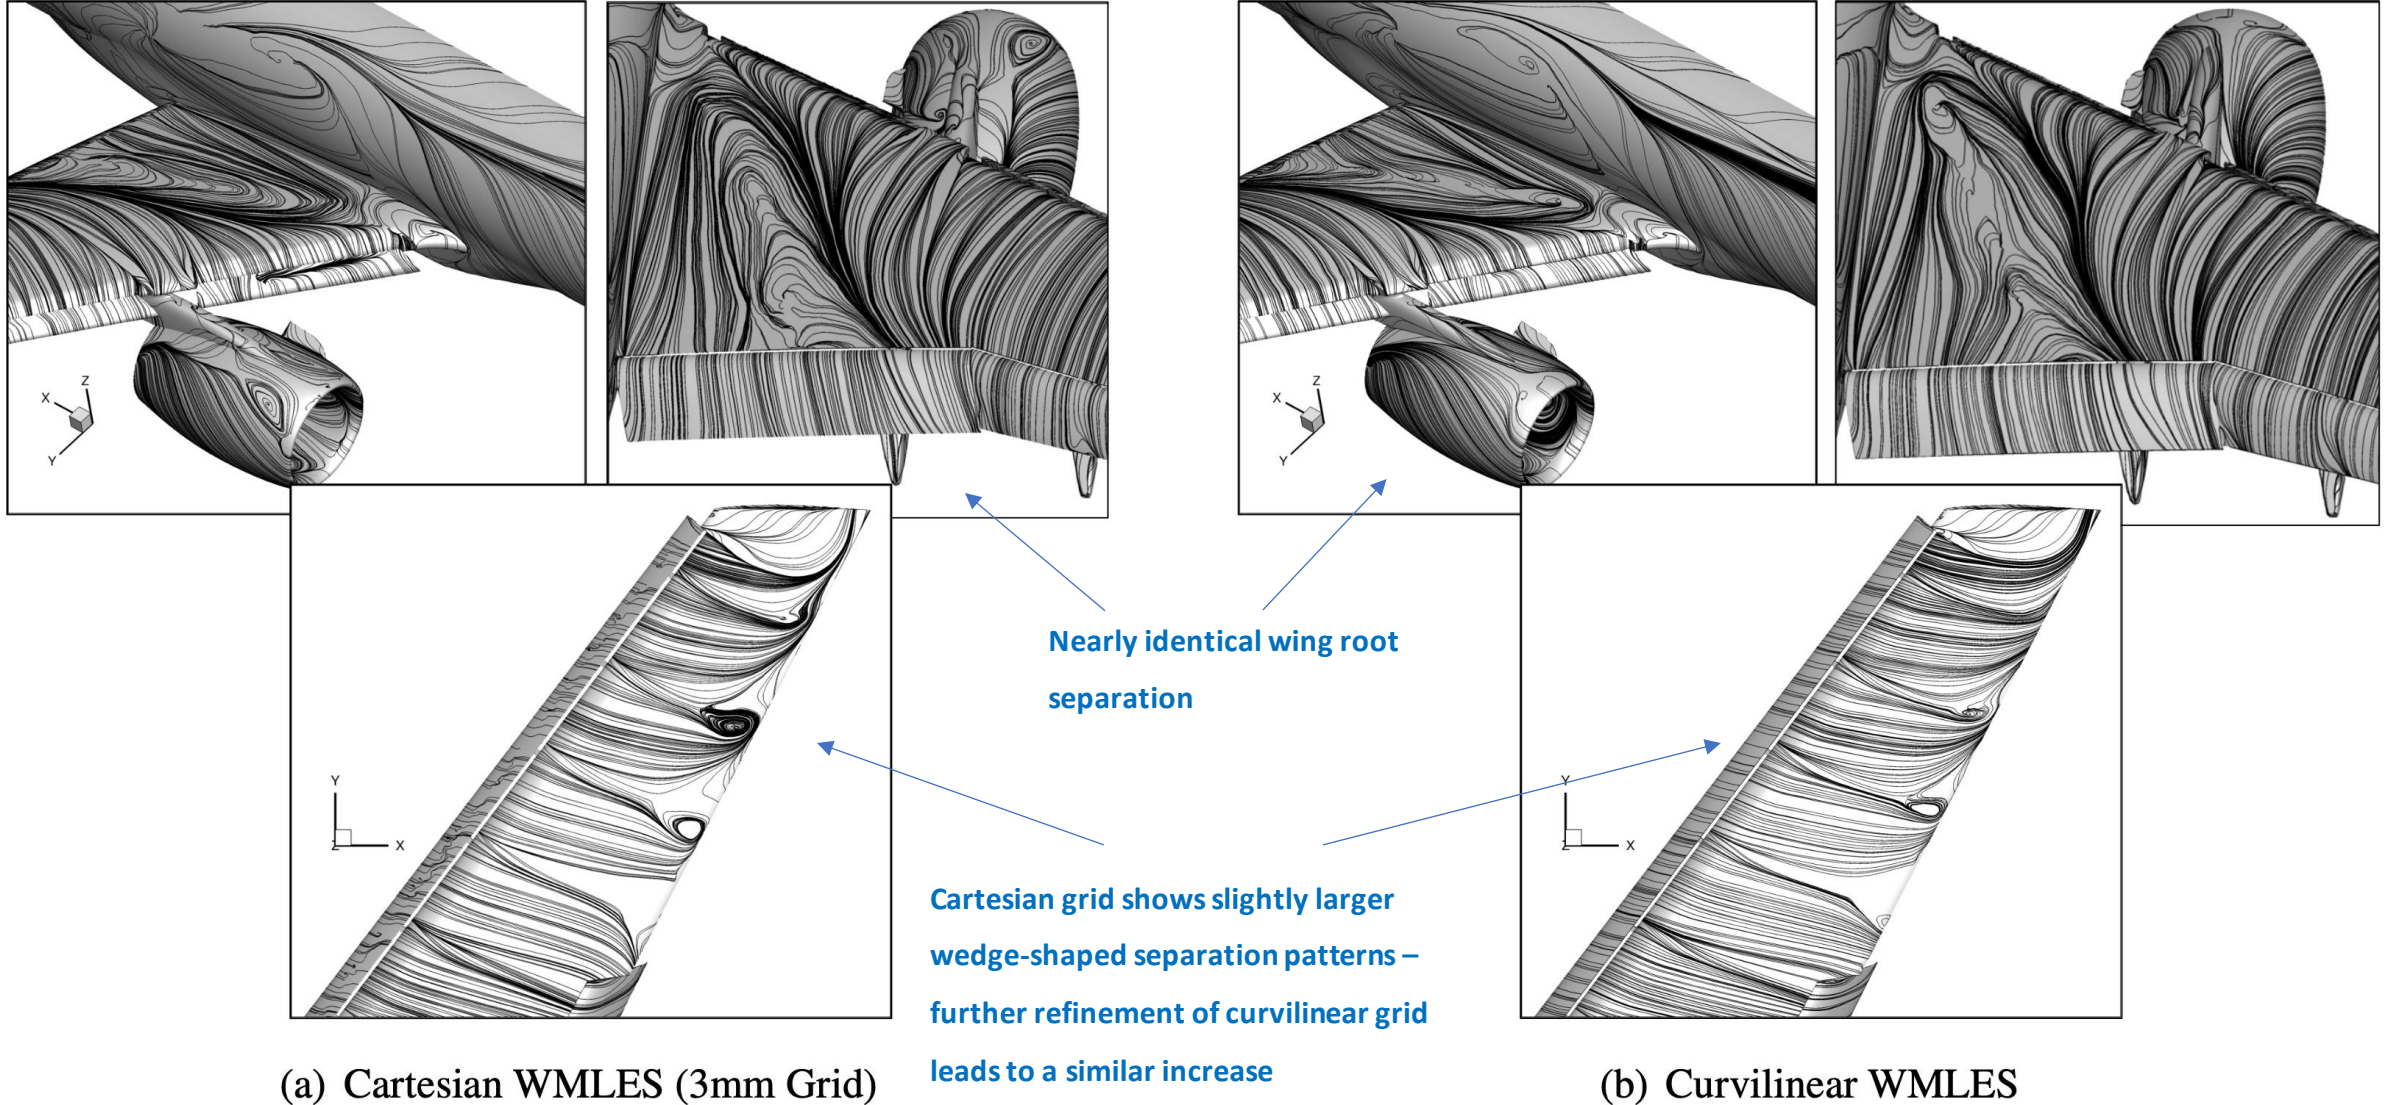 X
Z
Y
X
Z
Y
Nearly identical wing root
separation
Y
Z
X
Y
Z
X
Cartesian grid shows slightly larger
wedge-shaped separation patterns –
further refinement of curvilinear grid
leads to a similar increase
(a) Cartesian WMLES (3mm Grid)
(b) Curvilinear WMLES